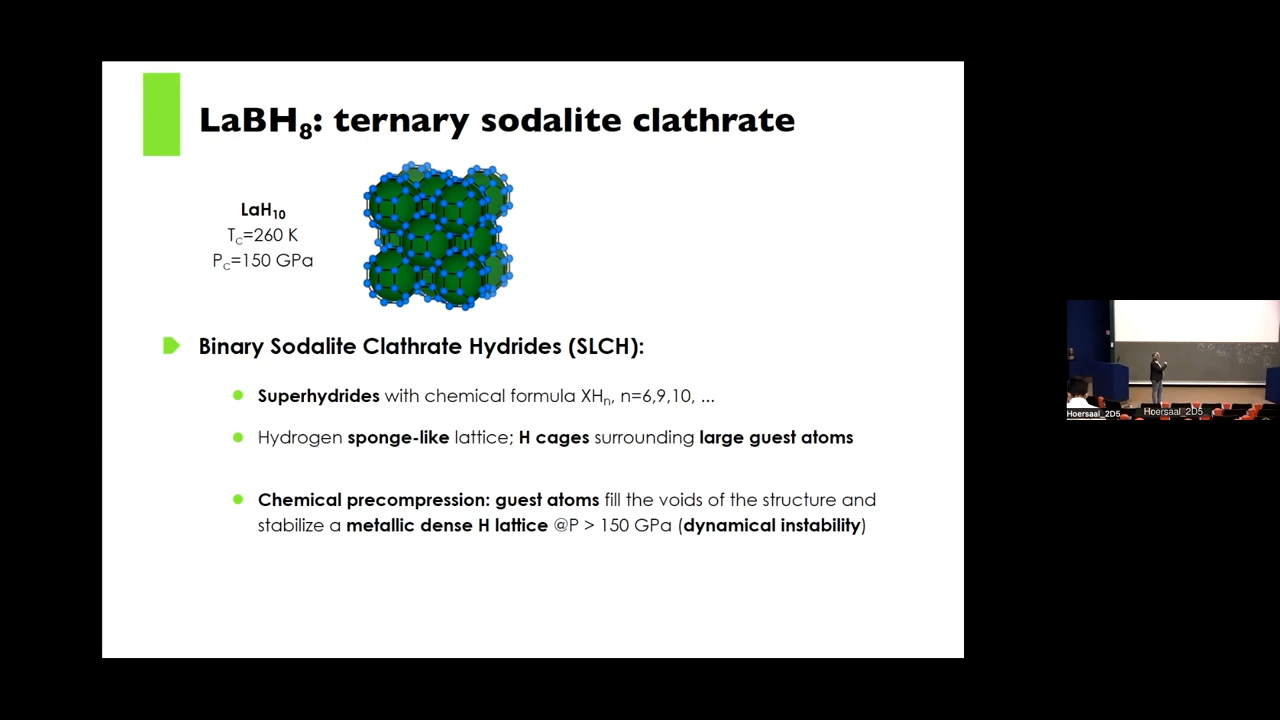 LaBH₈: ternary sodalite clathrate
LaH₁₀
T_C=260 K
P_C=150 GPa
Binary Sodalite Clathrate Hydrides (SLCH):
Superhydrides with chemical formula XHₙ, n=6,9,10, ...
Hydrogen sponge-like lattice; H cages surrounding large guest atoms
Chemical precompression: guest atoms fill the voids of the structure and
stabilize a metallic dense H lattice @P > 150 GPa (dynamical instability)
Hoersaal_2D5
Hoersaal_2D5